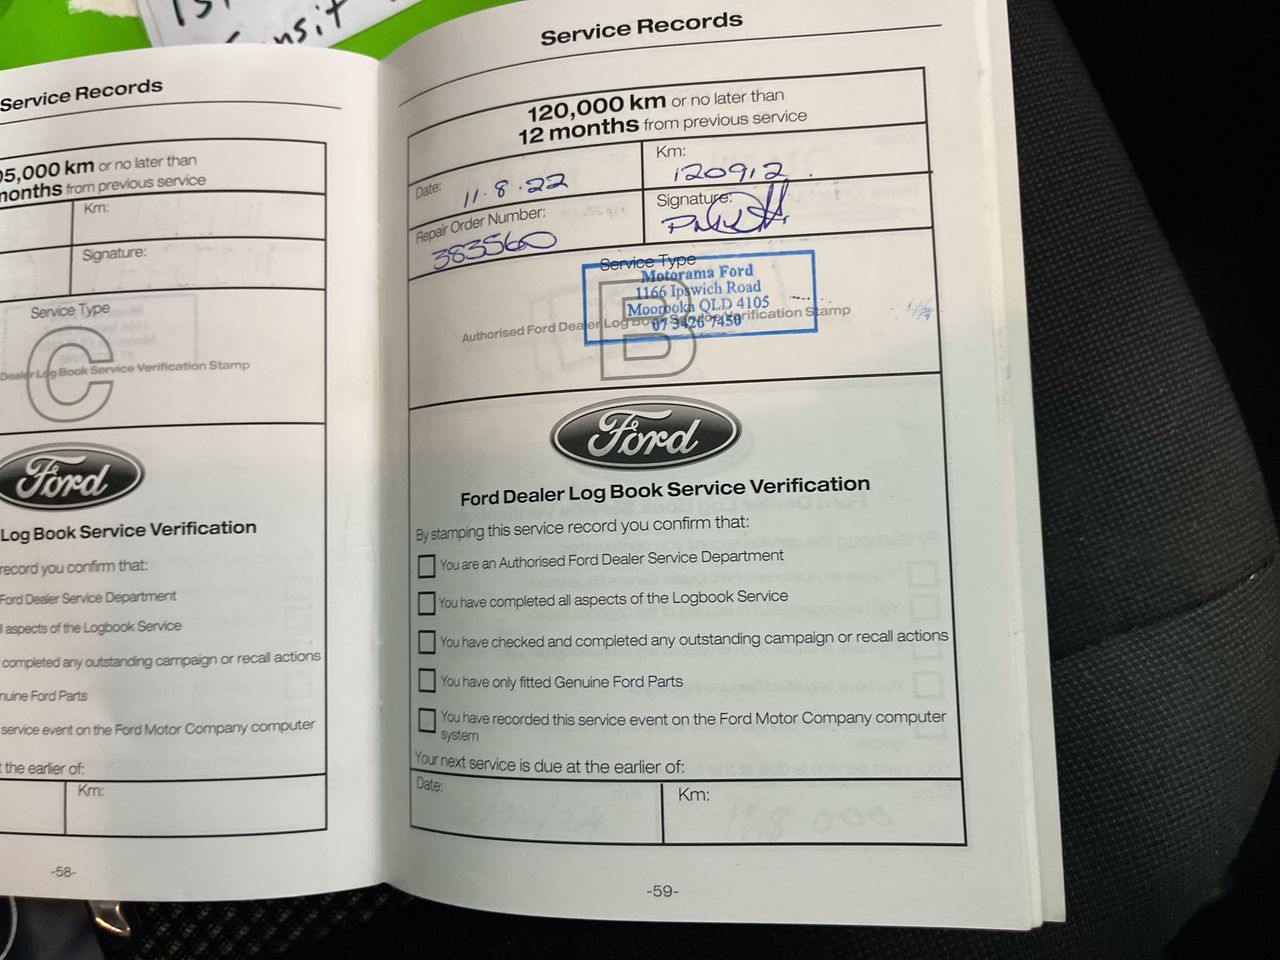 Service Records
05,000 km or no later than
months from previous service
Km:
Signature:
Service Type
C
Dealer Log Book Service Verification Stamp
Ford
Log Book Service Verification
record you confirm that:
Ford Dealer Service Department
l aspects of the Logbook Service
completed any outstanding campaign or recall actions
nuine Ford Parts
service event on the Ford Motor Company computer
t the earlier of:
Km:
-58-
Service Records
120,000 km or no later than
12 months from previous service
Date: 11.8.22
Km: 120912.
Repair Order Number: 383560
Signature:
Service Type
Motorama Ford
1166 Ipswich Road
Moorooka QLD 4105
07 3426 7450
B
Authorised Ford Dealer Log Book Service Verification Stamp
Ford
Ford Dealer Log Book Service Verification
By stamping this service record you confirm that:
You are an Authorised Ford Dealer Service Department
You have completed all aspects of the Logbook Service
You have checked and completed any outstanding campaign or recall actions
You have only fitted Genuine Ford Parts
You have recorded this service event on the Ford Motor Company computer
system
Your next service is due at the earlier of:
Date:
Km:
-59-